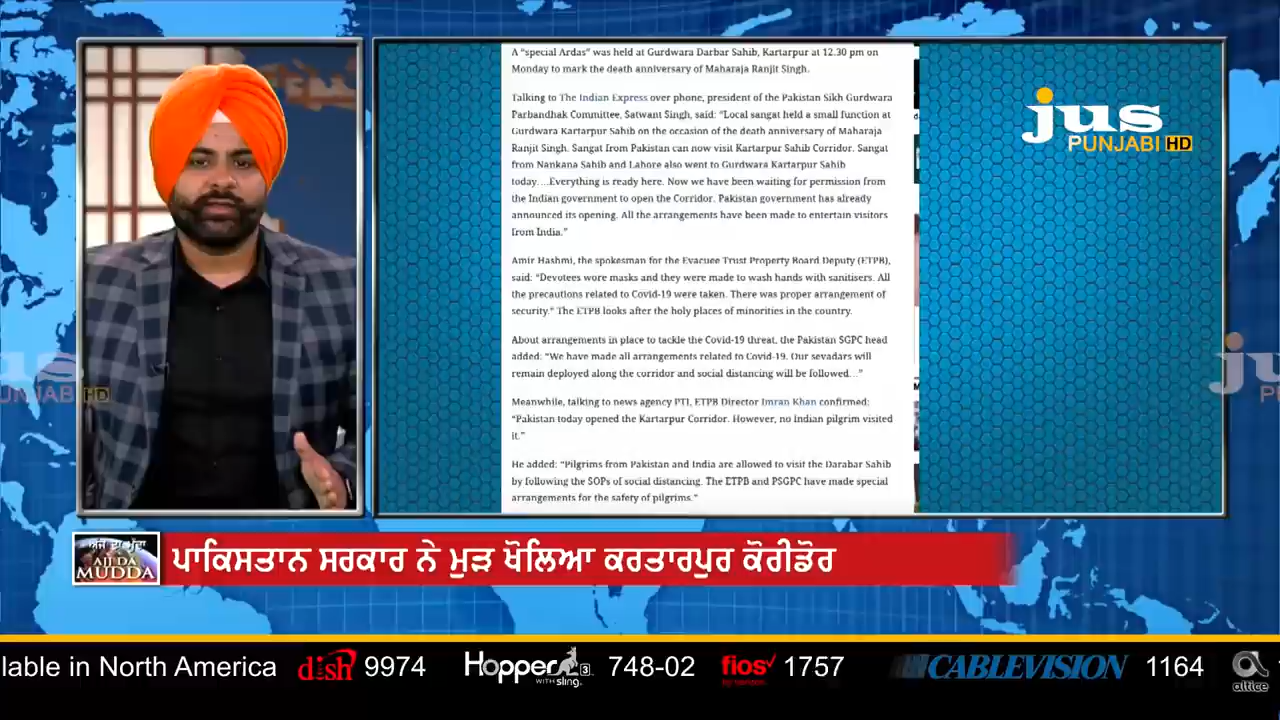 A “special Ardas” was held at Gurdwara Darbar Sahib, Kartarpur at 12.30 pm on
Monday to mark the death anniversary of Maharaja Ranjit Singh.
Talking to The Indian Express over phone, president of the Pakistan Sikh Gurdwara
Parbandhak Committee, Satwant Singh, said: “Local sangat held a small function at
Gurdwara Kartarpur Sahib on the occasion of the death anniversary of Maharaja
Ranjit Singh. Sangat from Pakistan can now visit Kartarpur Sahib Corridor. Sangat
from Nankana Sahib and Lahore also went to Gurdwara Kartarpur Sahib
today….Everything is ready here. Now we have been waiting for permission from
the Indian government to open the Corridor. Pakistan government has already
announced its opening. All the arrangements have been made to entertain visitors
from India.”
Amir Hashmi, the spokesman for the Evacuee Trust Property Board Deputy (ETPB),
said: “Devotees wore masks and they were made to wash hands with sanitisers. All
the precautions related to Covid-19 were taken. There was proper arrangement of
security.” The ETPB looks after the holy places of minorities in the country.
About arrangements in place to tackle the Covid-19 threat, the Pakistan SGPC head
added: “We have made all arrangements related to Covid-19. Our sevadars will
remain deployed along the corridor and social distancing will be followed…”
Meanwhile, talking to news agency PTI, ETPB Director Imran Khan confirmed:
“Pakistan today opened the Kartarpur Corridor. However, no Indian pilgrim visited
it.”
He added: “Pilgrims from Pakistan and India are allowed to visit the Darabar Sahib
by following the SOPs of social distancing. The ETPB and PSGPC have made special
arrangements for the safety of pilgrims.”
jus
PUNJABI HD
jus
PUNJABI HD
jus
ਅੱਜ ਦਾ ਮੁੱਦਾ
AJJ DA
MUDDA
ਪਾਕਿਸਤਾਨ ਸਰਕਾਰ ਨੇ ਮੁੜ ਖੋਲਿਆ ਕਰਤਾਰਪੁਰ ਕੋਰੀਡੋਰ
lable in North America dish 9974 Hopper 3 WITH sling 748-02 fios by verizon 1757 CABLEVISION 1164 altice